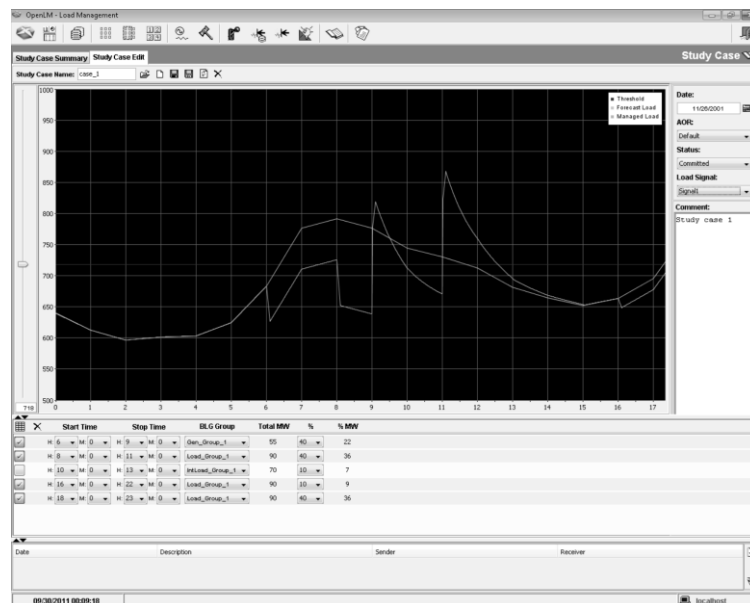 OpenLM - Load Management
Study Case Summary Study Case Edit
Study Case
Study Case Name: case_1
1000
950
900
850
800
750
700
650
600
550
500
718
0 1 2 3 4 5 6 7 8 9 10 11 12 13 14 15 16 17
Threshold
Forecast Load
Managed Load
Date:
11/26/2001
AOR:
Default
Status:
Committed
Load Signal:
Signal1
Comment:
Study case 1
Start Time Stop Time BLG Group Total MW % % MW
H: 6 M: 0 H: 9 M: 0 Gen_Group_1 55 40 22
H: 8 M: 0 H: 11 M: 0 Load_Group_1 90 40 36
H: 10 M: 0 H: 13 M: 0 IntLoad_Group_1 70 10 7
H: 16 M: 0 H: 22 M: 0 Load_Group_1 90 10 9
H: 18 M: 0 H: 23 M: 0 Load_Group_1 90 40 36
Date Description Sender Receiver
09/30/2011 00:09:18 localhost